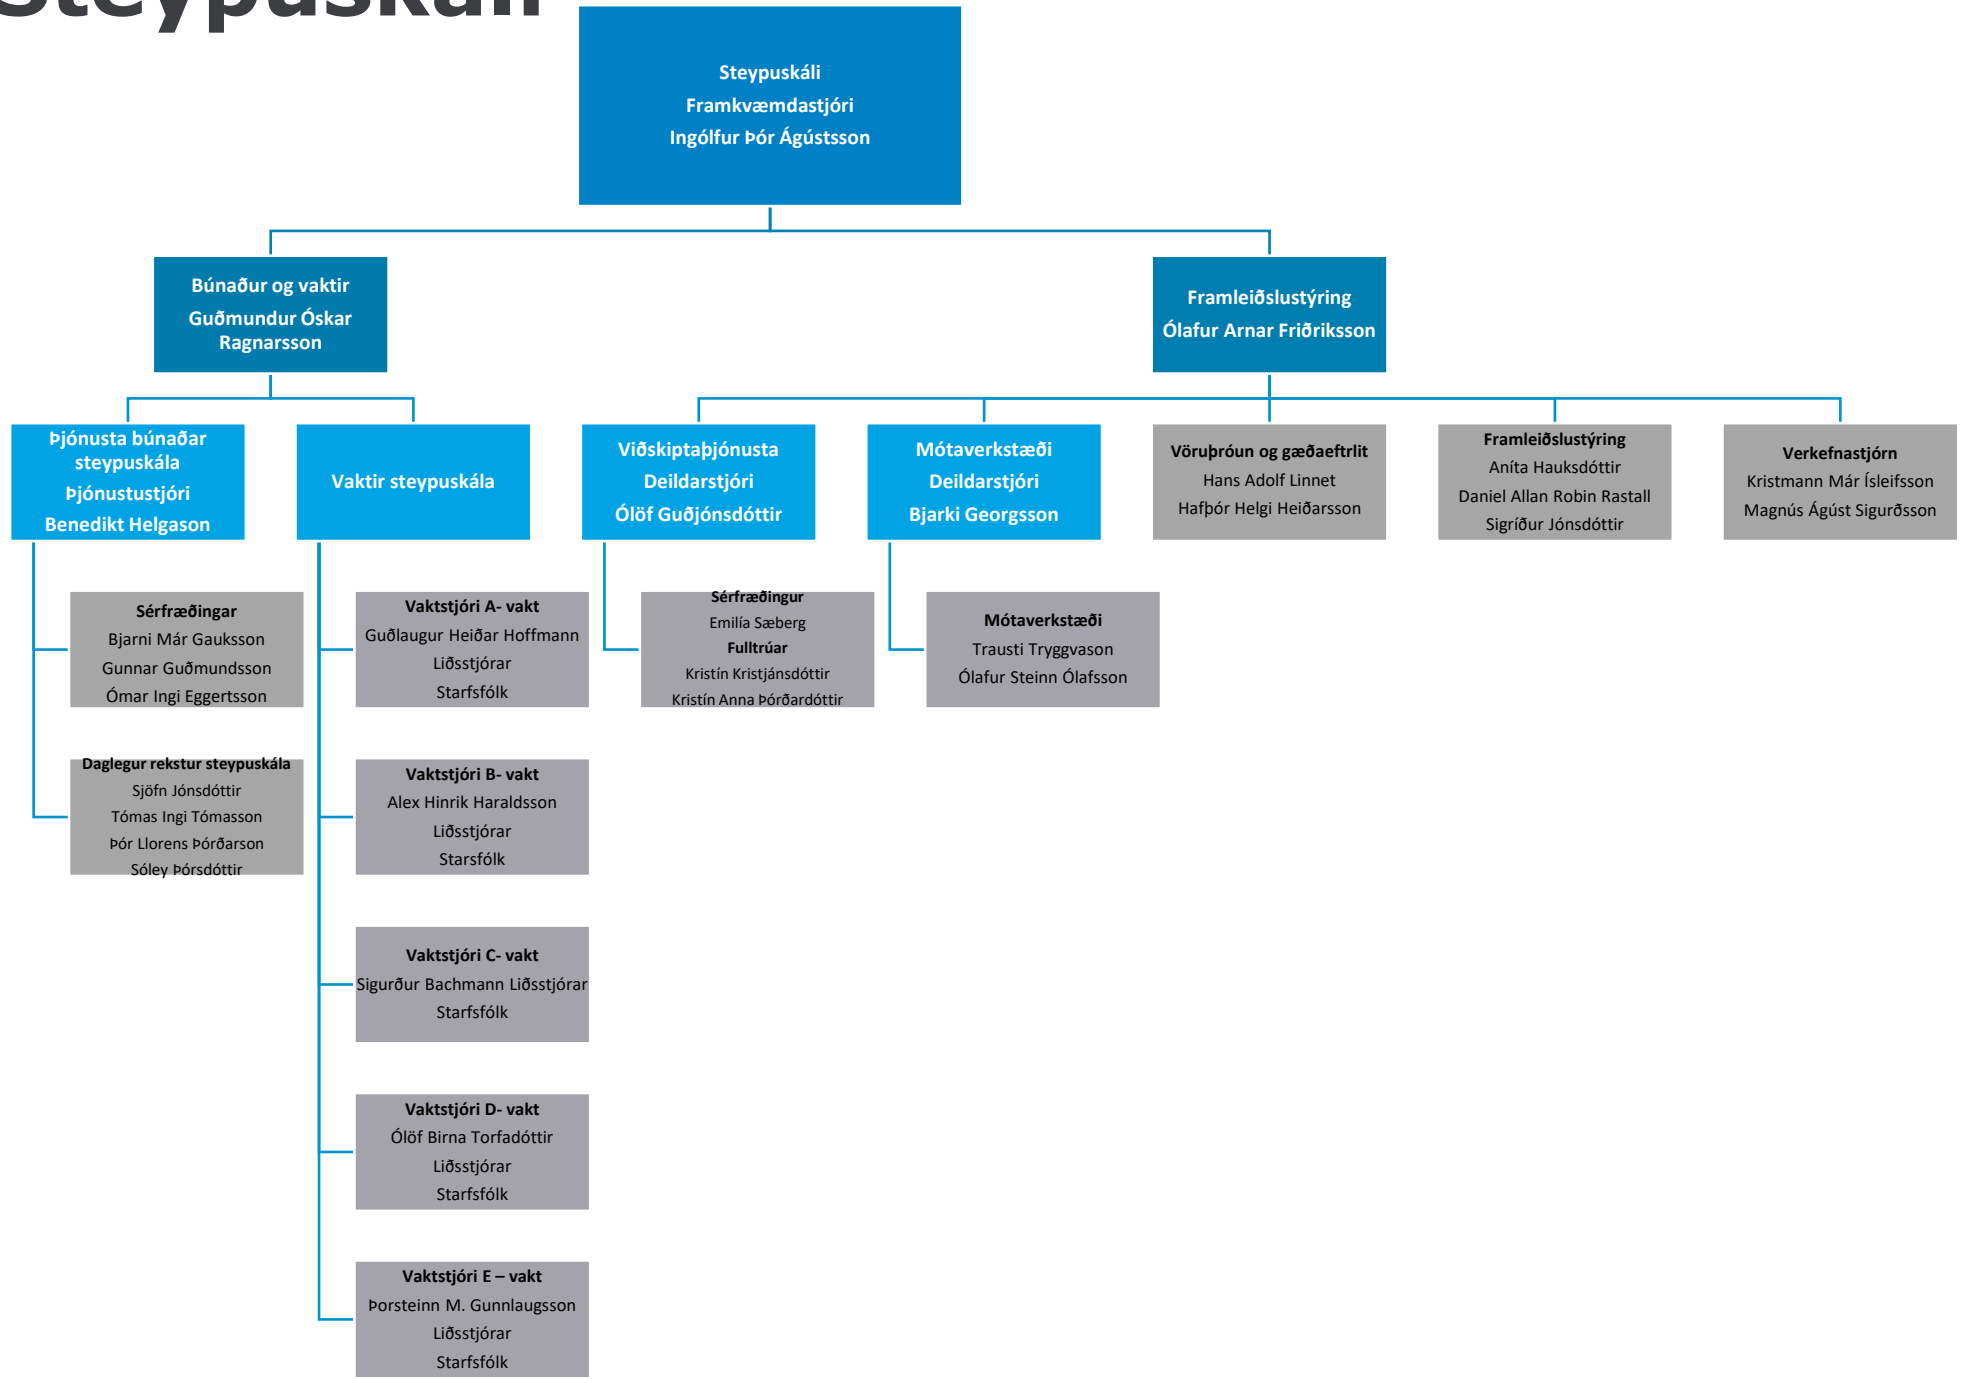 Steypuskáli
Steypuskáli
Framkvæmdastjóri
Ingólfur Þór Ágústsson
Búnaður og vaktir
Guðmundur Óskar
Ragnarsson
Framleiðslustýring
Ólafur Arnar Friðriksson
Þjónusta búnaðar
steypuskála
Þjónustustjóri
Benedikt Helgason
Vaktir steypuskála
Viðskiptaþjónusta
Deildarstjóri
Ólöf Guðjónsdóttir
Mótaverkstæði
Deildarstjóri
Bjarki Georgsson
Vöruþróun og gæðaeftrlit
Hans Adolf Linnet
Hafþór Helgi Heiðarsson
Framleiðslustýring
Aníta Hauksdóttir
Daniel Allan Robin Rastall
Sigríður Jónsdóttir
Verkefnastjórn
Kristmann Már Ísleifsson
Magnús Ágúst Sigurðsson
Sérfræðingar
Bjarni Már Gauksson
Gunnar Guðmundsson
Ómar Ingi Eggertsson
Daglegur rekstur steypuskála
Sjöfn Jónsdóttir
Tómas Ingi Tómasson
Þór Llorens Þórðarson
Sóley Þórsdóttir
Vaktstjóri A- vakt
Guðlaugur Heiðar Hoffmann
Liðsstjórar
Starfsfólk
Vaktstjóri B- vakt
Alex Hinrik Haraldsson
Liðsstjórar
Starsfólk
Vaktstjóri C- vakt
Sigurður Bachmann Liðsstjórar
Starfsfólk
Vaktstjóri D- vakt
Ólöf Birna Torfadóttir
Liðsstjórar
Starfsfólk
Vaktstjóri E – vakt
Þorsteinn M. Gunnlaugsson
Liðsstjórar
Starfsfólk
Sérfræðingur
Emilía Sæberg
Fulltrúar
Kristín Kristjánsdóttir
Kristín Anna Þórðardóttir
Mótaverkstæði
Trausti Tryggvason
Ólafur Steinn Ólafsson